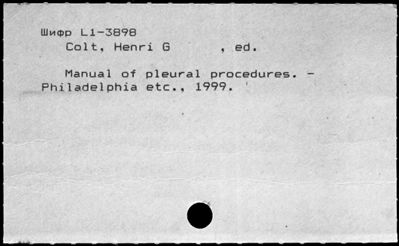 Шифр L1-3898
Colt, Henri G , ed.
Manual of pleural procedures. -
Philadelphia etc., 1999.